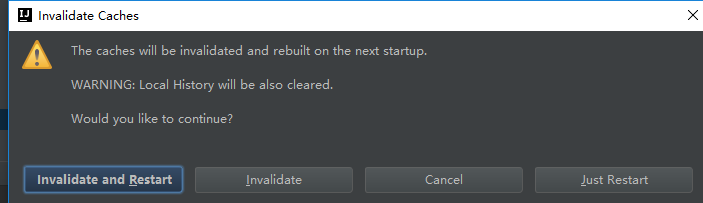 IJ Invalidate Caches
The caches will be invalidated and rebuilt on the next startup.
WARNING: Local History will be also cleared.
Would you like to continue?
Invalidate and Restart Invalidate Cancel Just Restart